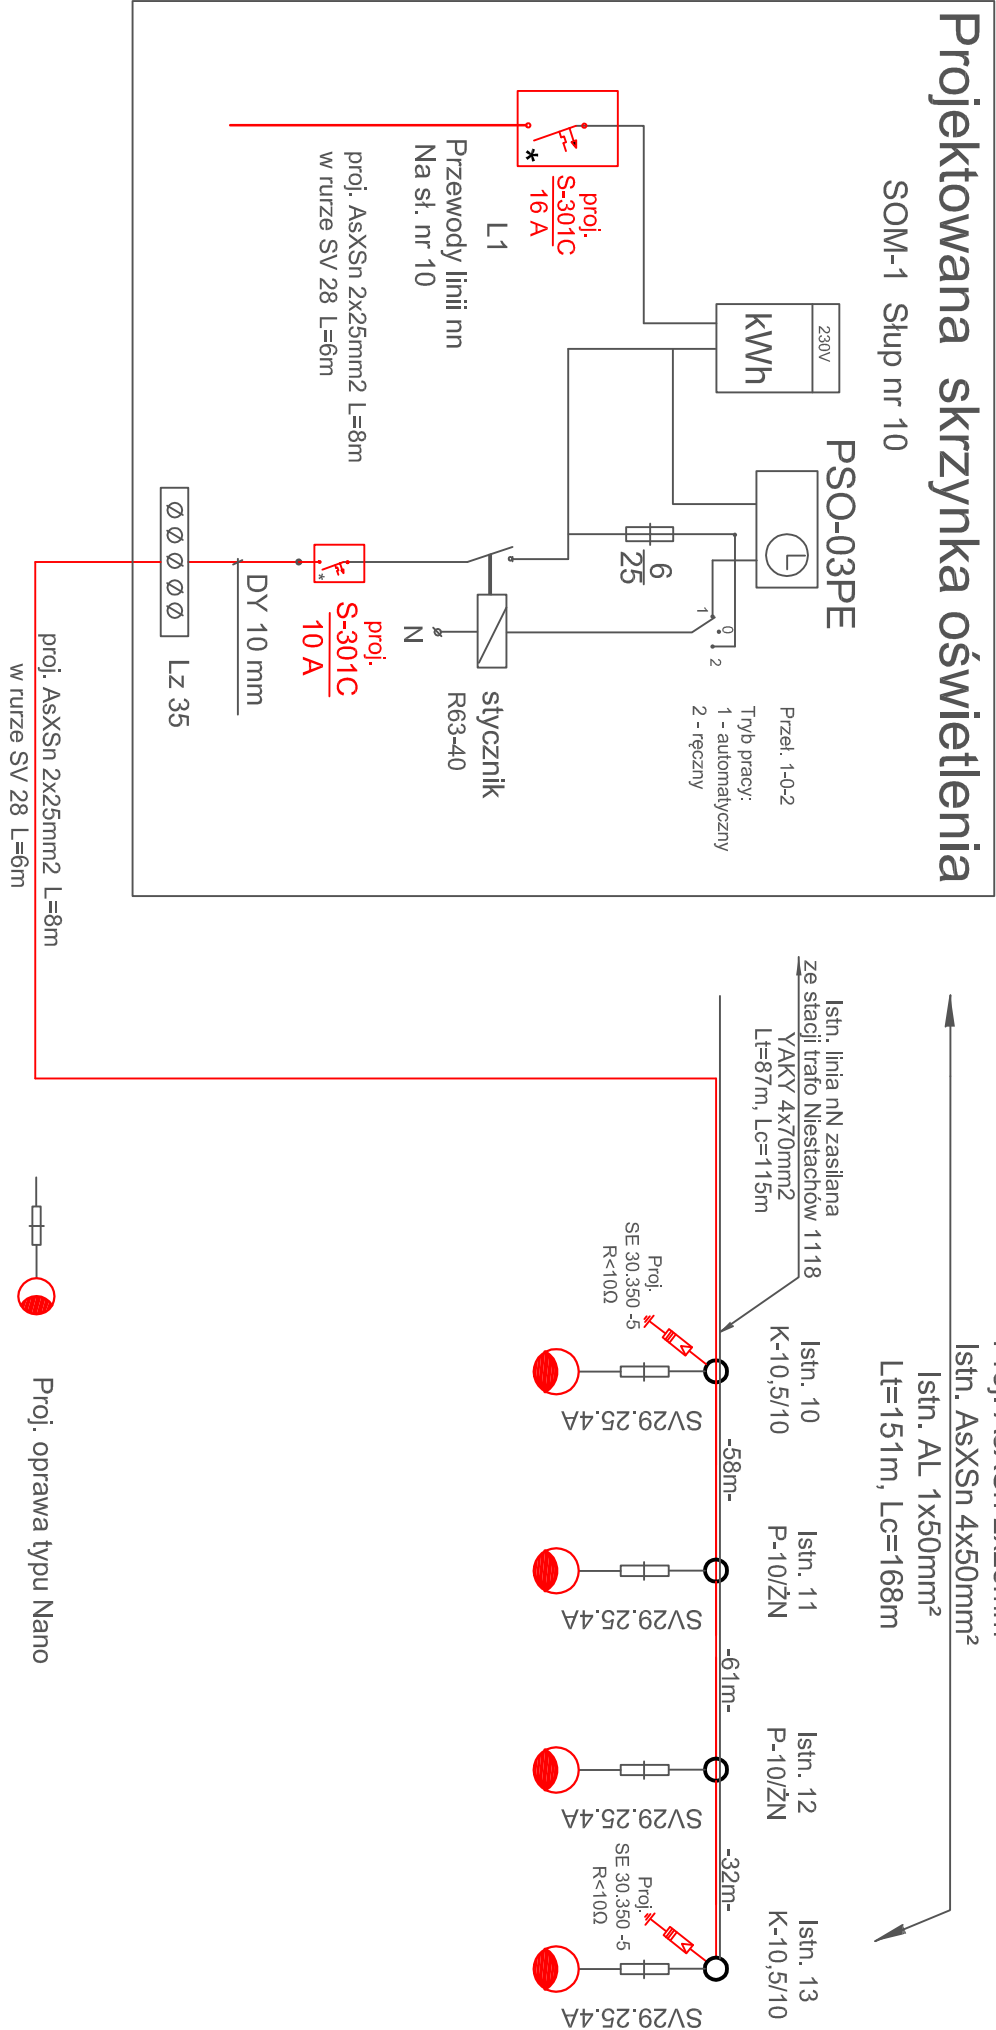 Projektowana skrzynka oświetlenia
SOM-1 Słup nr 10
230V
kWh
PSO-03PE
L
Przeł. 1-0-2
Tryb pracy:
1 - automatyczny
2 - ręczny
1
0
2
6
25
proj.
S-301C
16 A
*
L1
Przewody linii nn
Na sł. nr 10
proj. AsXSn 2x25mm2 L=8m
w rurze SV 28 L=6m
stycznik
R63-40
N
proj.
S-301C
10 A
*
DY 10 mm
Lz 35
proj. AsXSn 2x25mm2 L=8m
w rurze SV 28 L=6m
Istn. AsXSn 4x50mm²
Istn. AL 1x50mm²
Lt=151m, Lc=168m
Istn. linia nN zasilana
ze stacji trafo Niestachów 1118
YAKY 4x70mm2
Lt=87m, Lc=115m
Istn. 10
K-10,5/10
Istn. 11
P-10/ŻN
Istn. 12
P-10/ŻN
Istn. 13
K-10,5/10
-58m-
-61m-
-32m-
Proj.
SE 30.350 -5
R<10Ω
SV29.25.4A
SV29.25.4A
SV29.25.4A
Proj.
SE 30.350 -5
R<10Ω
SV29.25.4A
Proj. oprawa typu Nano